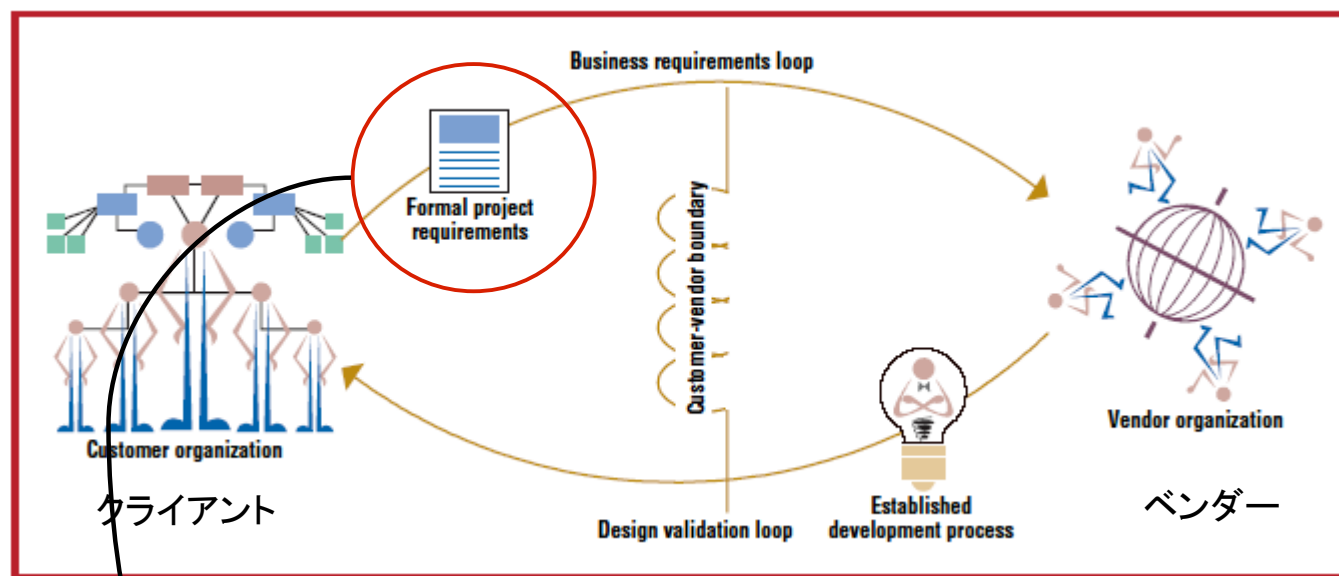 Business requirements loop
Formal project
requirements
Customer-vendor boundary
Customer organization
クライアント
Vendor organization
ベンダー
Established
development process
Design validation loop